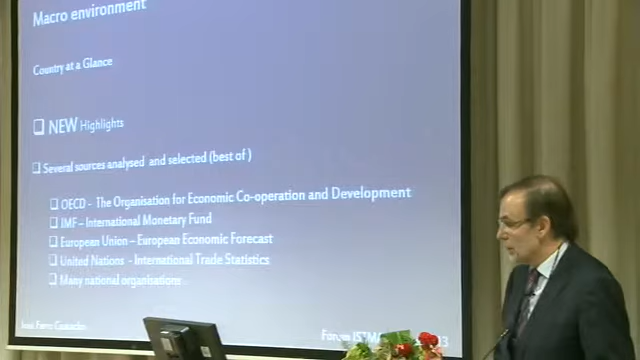 Macro environment
Country at a Glance
NEW Highlights
Several sources analysed and selected (best of)
OECD - The Organisation for Economic Co-operation and Development
IMF – International Monetary Fund
European Union – European Economic Forecast
United Nations - International Trade Statistics
Many national organisations
Forum